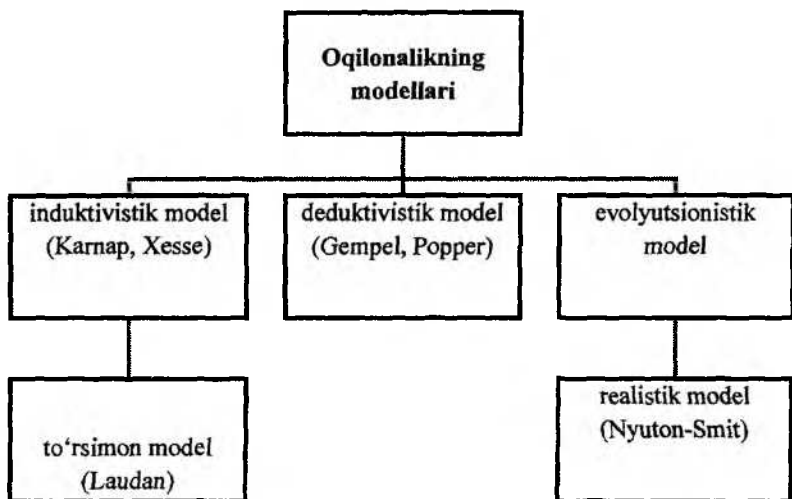 Oqilonalikning
modellari
induktivistik model
(Karnap, Xesse)
deduktivistik model
(Gempel, Popper)
evolyutsionistik
model
to‘rsimon model
(Laudan)
realistik model
(Nyuton-Smit)